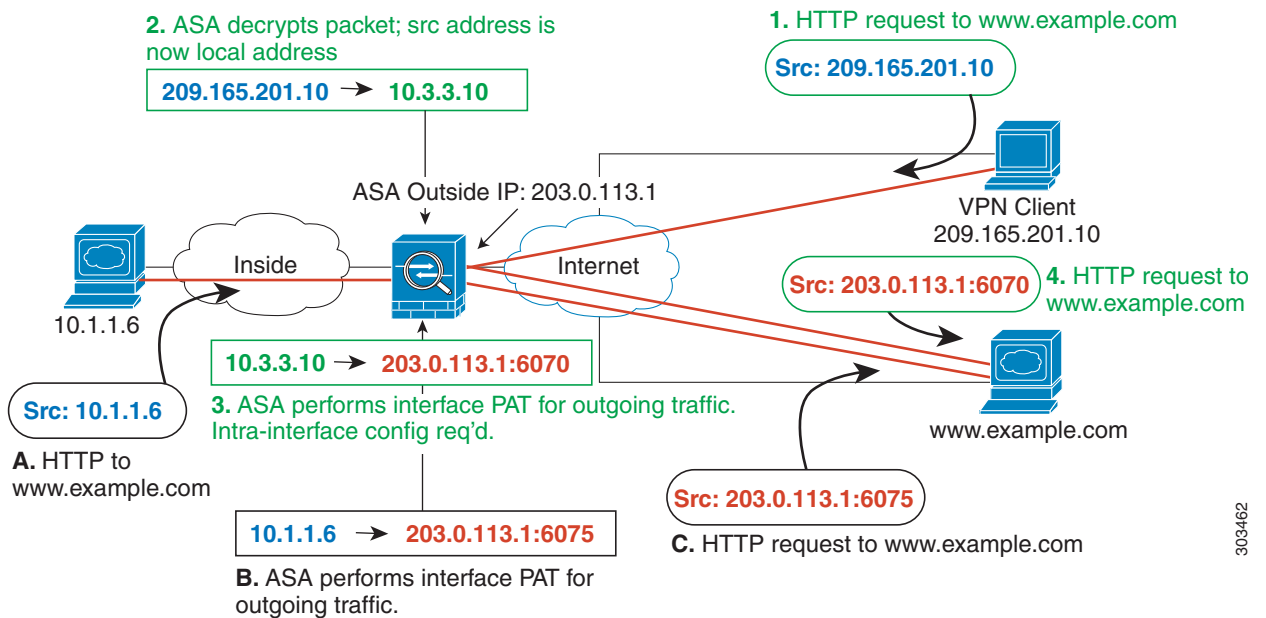 2. ASA decrypts packet; src address is
now local address
209.165.201.10 → 10.3.3.10
1. HTTP request to www.example.com
Src: 209.165.201.10
ASA Outside IP: 203.0.113.1
VPN Client
209.165.201.10
Inside
Internet
10.1.1.6
Src: 203.0.113.1:6070
4. HTTP request to
www.example.com
10.3.3.10 → 203.0.113.1:6070
3. ASA performs interface PAT for outgoing traffic.
Intra-interface config req'd.
Src: 10.1.1.6
A. HTTP to
www.example.com
www.example.com
Src: 203.0.113.1:6075
C. HTTP request to www.example.com
10.1.1.6 → 203.0.113.1:6075
B. ASA performs interface PAT for
outgoing traffic.
303462